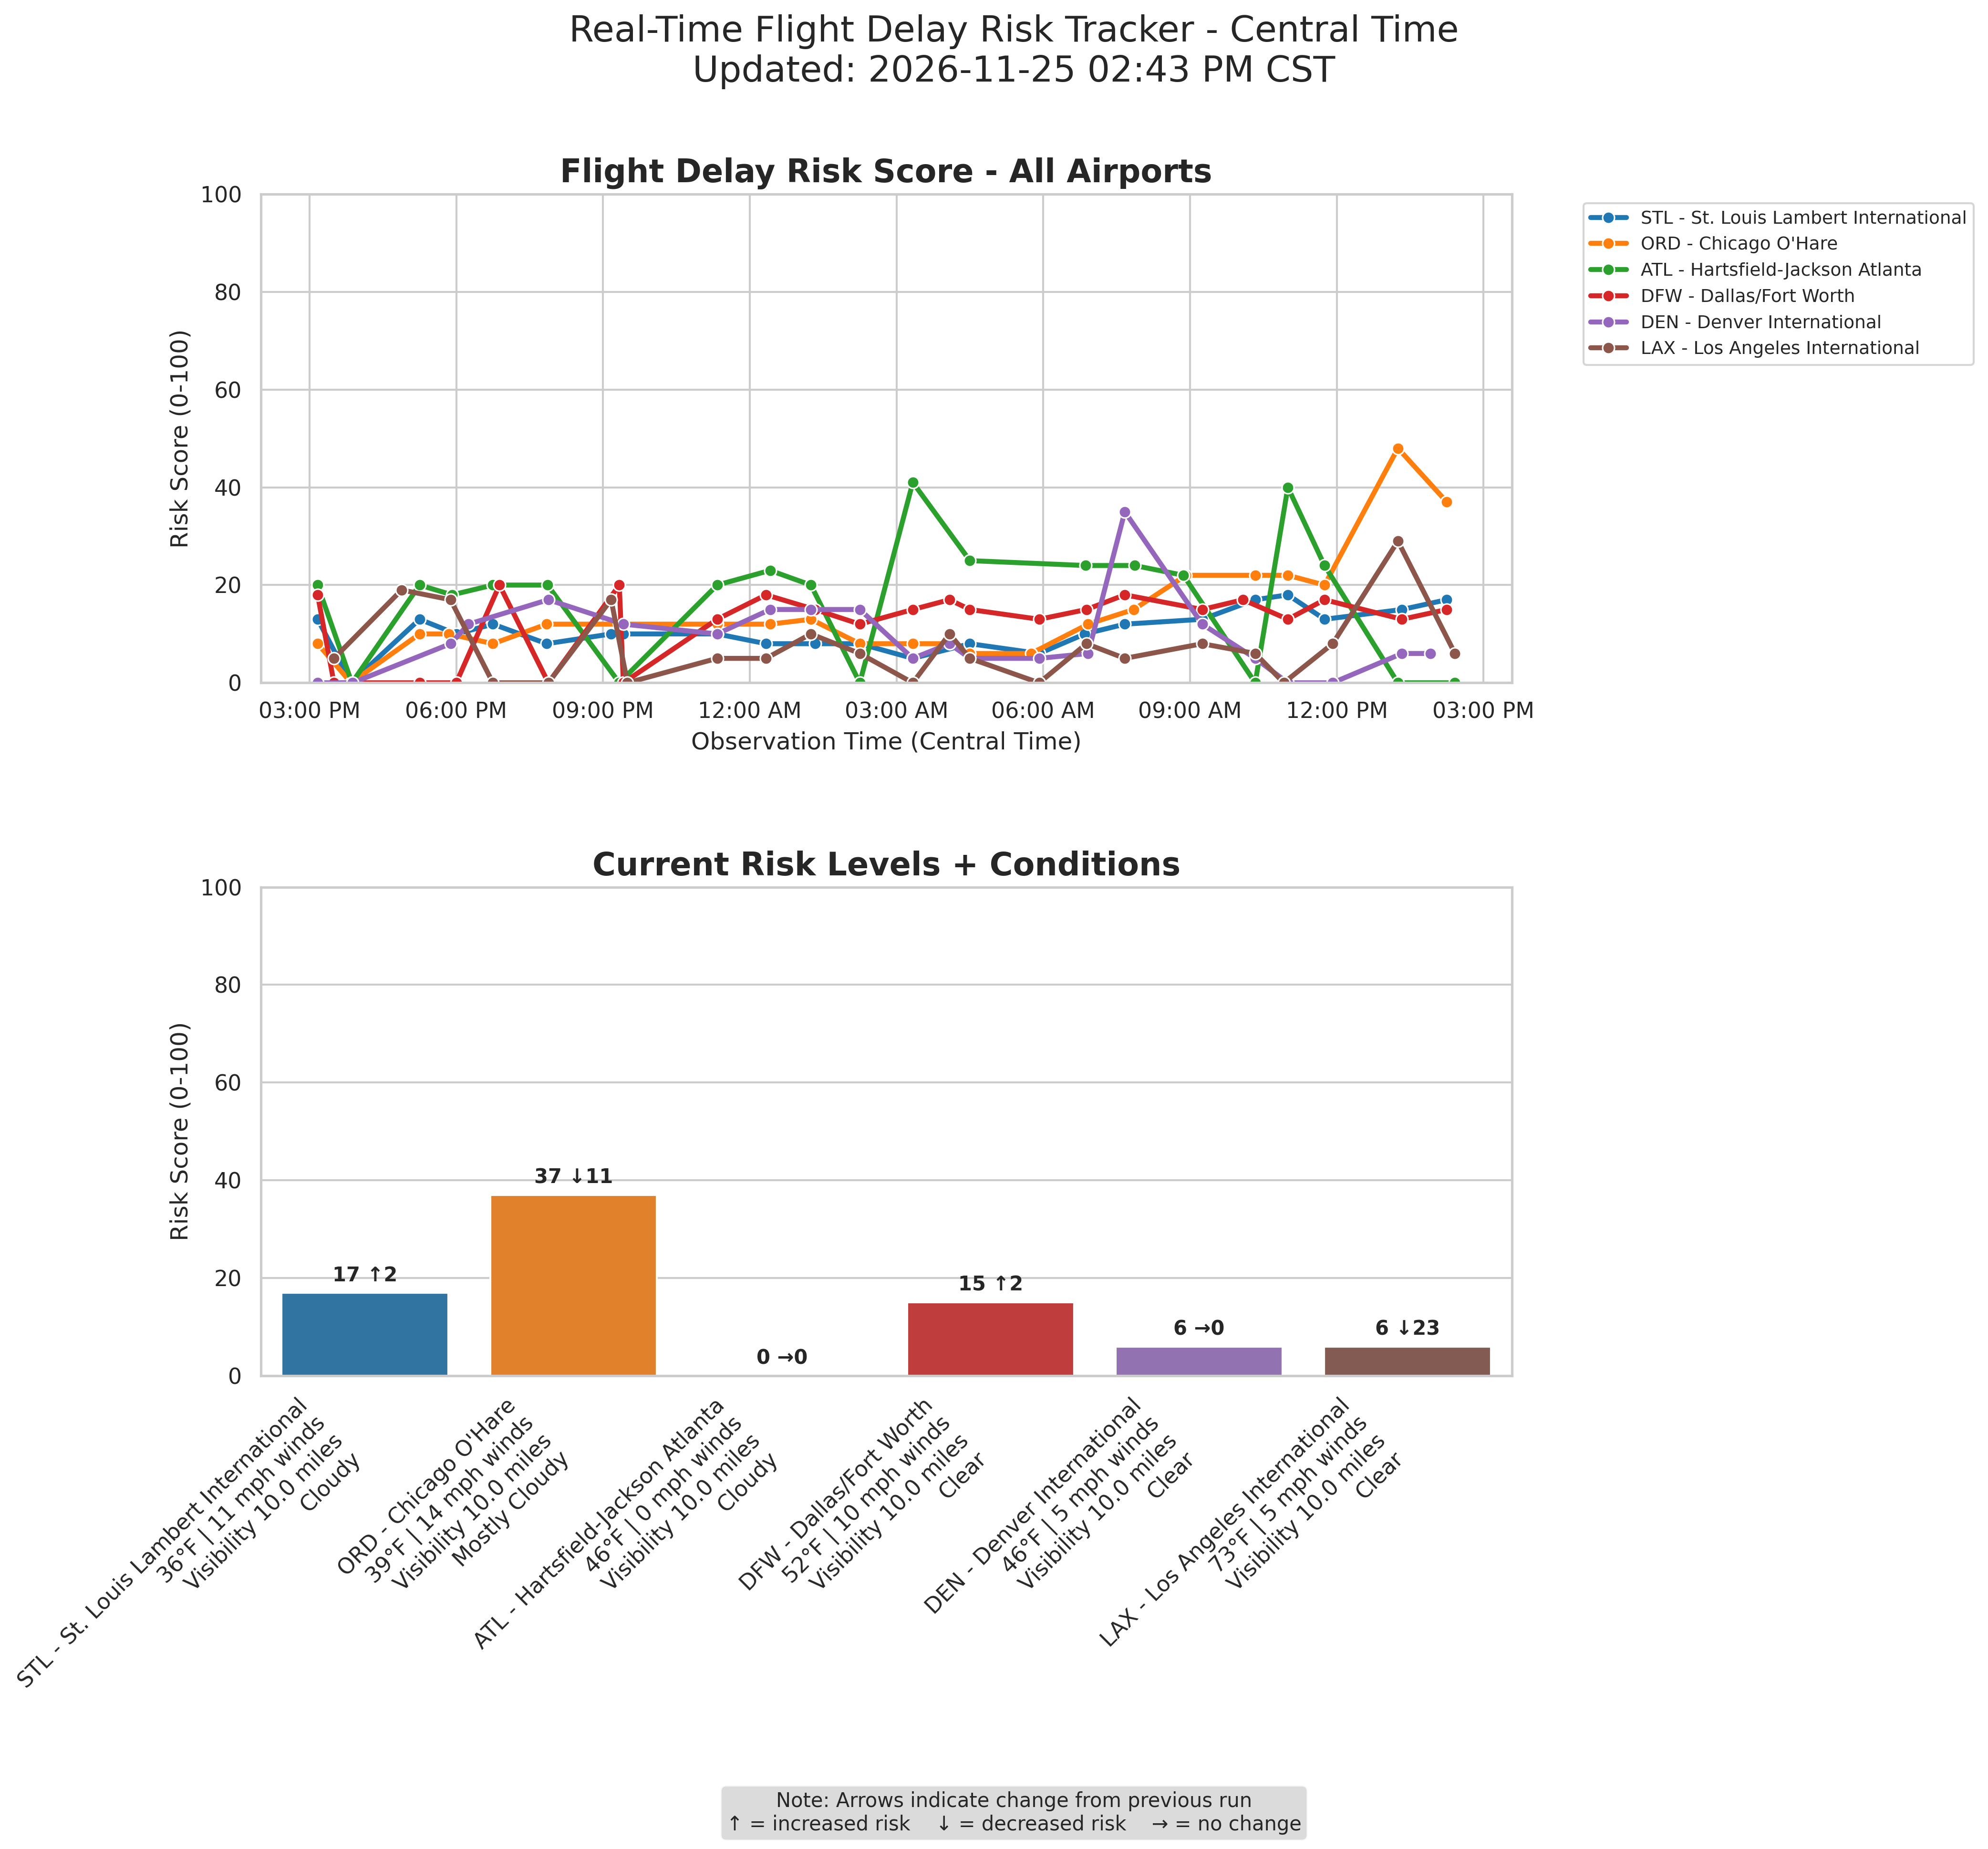 Real-Time Flight Delay Risk Tracker - Central Time
Updated: 2026-11-25 02:43 PM CST
Flight Delay Risk Score - All Airports
Risk Score (0-100)
100
80
60
40
20
0
03:00 PM
06:00 PM
09:00 PM
12:00 AM
03:00 AM
06:00 AM
09:00 AM
12:00 PM
03:00 PM
Observation Time (Central Time)
STL - St. Louis Lambert International
ORD - Chicago O'Hare
ATL - Hartsfield-Jackson Atlanta
DFW - Dallas/Fort Worth
DEN - Denver International
LAX - Los Angeles International
Current Risk Levels + Conditions
Risk Score (0-100)
100
80
60
40
20
0
17 ↑2
37 ↓11
0 →0
15 ↑2
6 →0
6 ↓23
STL - St. Louis Lambert International
36°F | 11 mph winds
Visibility 10.0 miles
Cloudy
ORD - Chicago O'Hare
39°F | 14 mph winds
Visibility 10.0 miles
Mostly Cloudy
ATL - Hartsfield-Jackson Atlanta
46°F | 0 mph winds
Visibility 10.0 miles
Cloudy
DFW - Dallas/Fort Worth
52°F | 10 mph winds
Visibility 10.0 miles
Clear
DEN - Denver International
46°F | 5 mph winds
Visibility 10.0 miles
Clear
LAX - Los Angeles International
73°F | 5 mph winds
Visibility 10.0 miles
Clear
Note: Arrows indicate change from previous run
↑ = increased risk ↓ = decreased risk → = no change